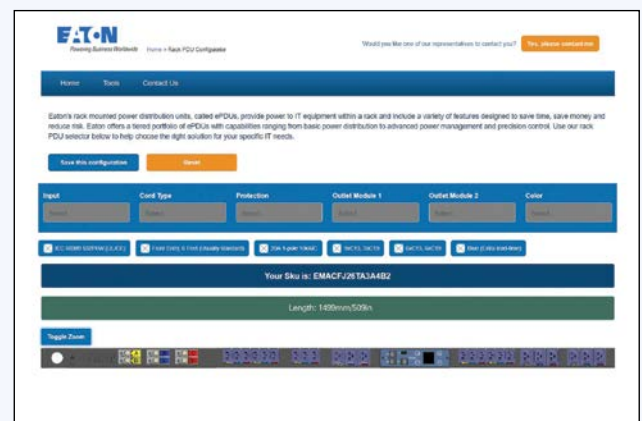 EATON
Powering Business Worldwide
Home > Rack PDU Configurator
Would you like one of our representatives to contact you?
Yes, please contact me
Home Tools Contact Us
Eaton's rack mounted power distribution units, called ePDUs, provide power to IT equipment within a rack and include a variety of features designed to save time, save money and
reduce risk. Eaton offers a tiered portfolio of ePDUs with capabilities ranging from basic power distribution to advanced power management and precision control. Use our rack
PDU selector below to help choose the right solution for your specific IT needs.
Save this configuration Reset
Input Cord Type Protection Outlet Module 1 Outlet Module 2 Color
Select... Select... Select... Select... Select... Select...
Your Sku is: EMACFJ26TA3A4B2
Length: 1499mm/59in
Toggle Zoom